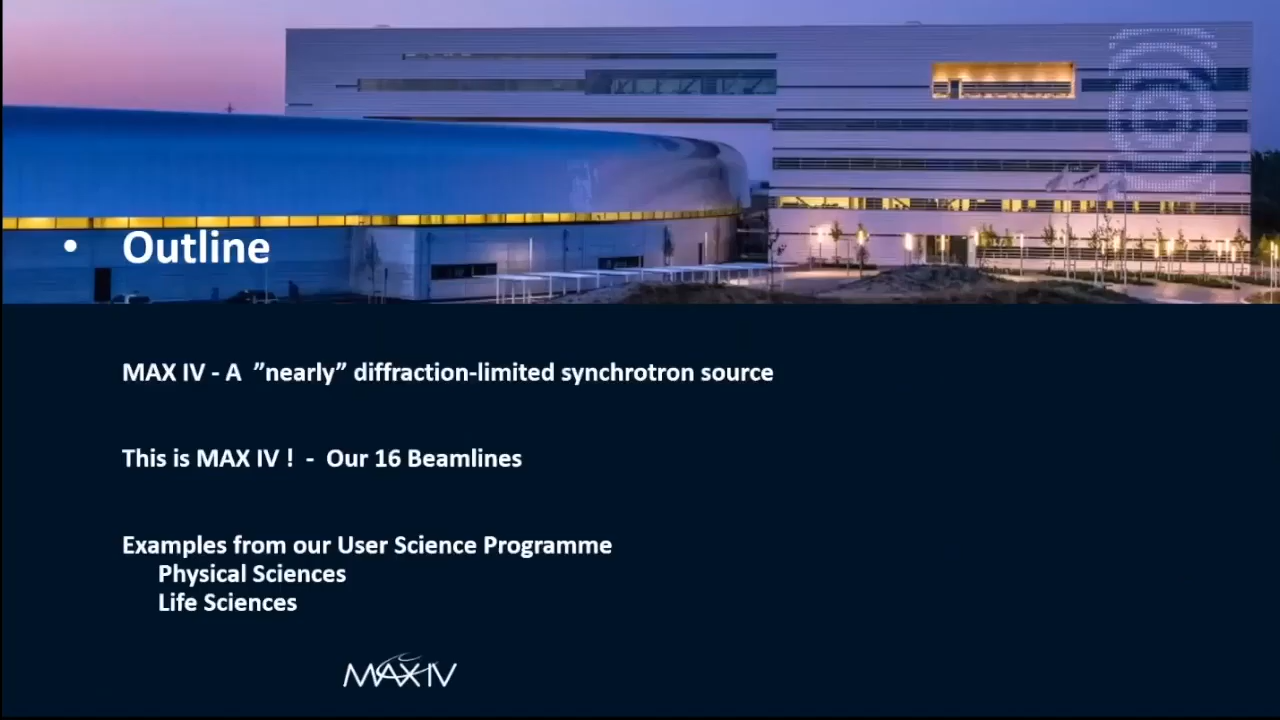 • Outline
MAX IV - A ”nearly” diffraction-limited synchrotron source
This is MAX IV ! - Our 16 Beamlines
Examples from our User Science Programme
Physical Sciences
Life Sciences
MAX IV